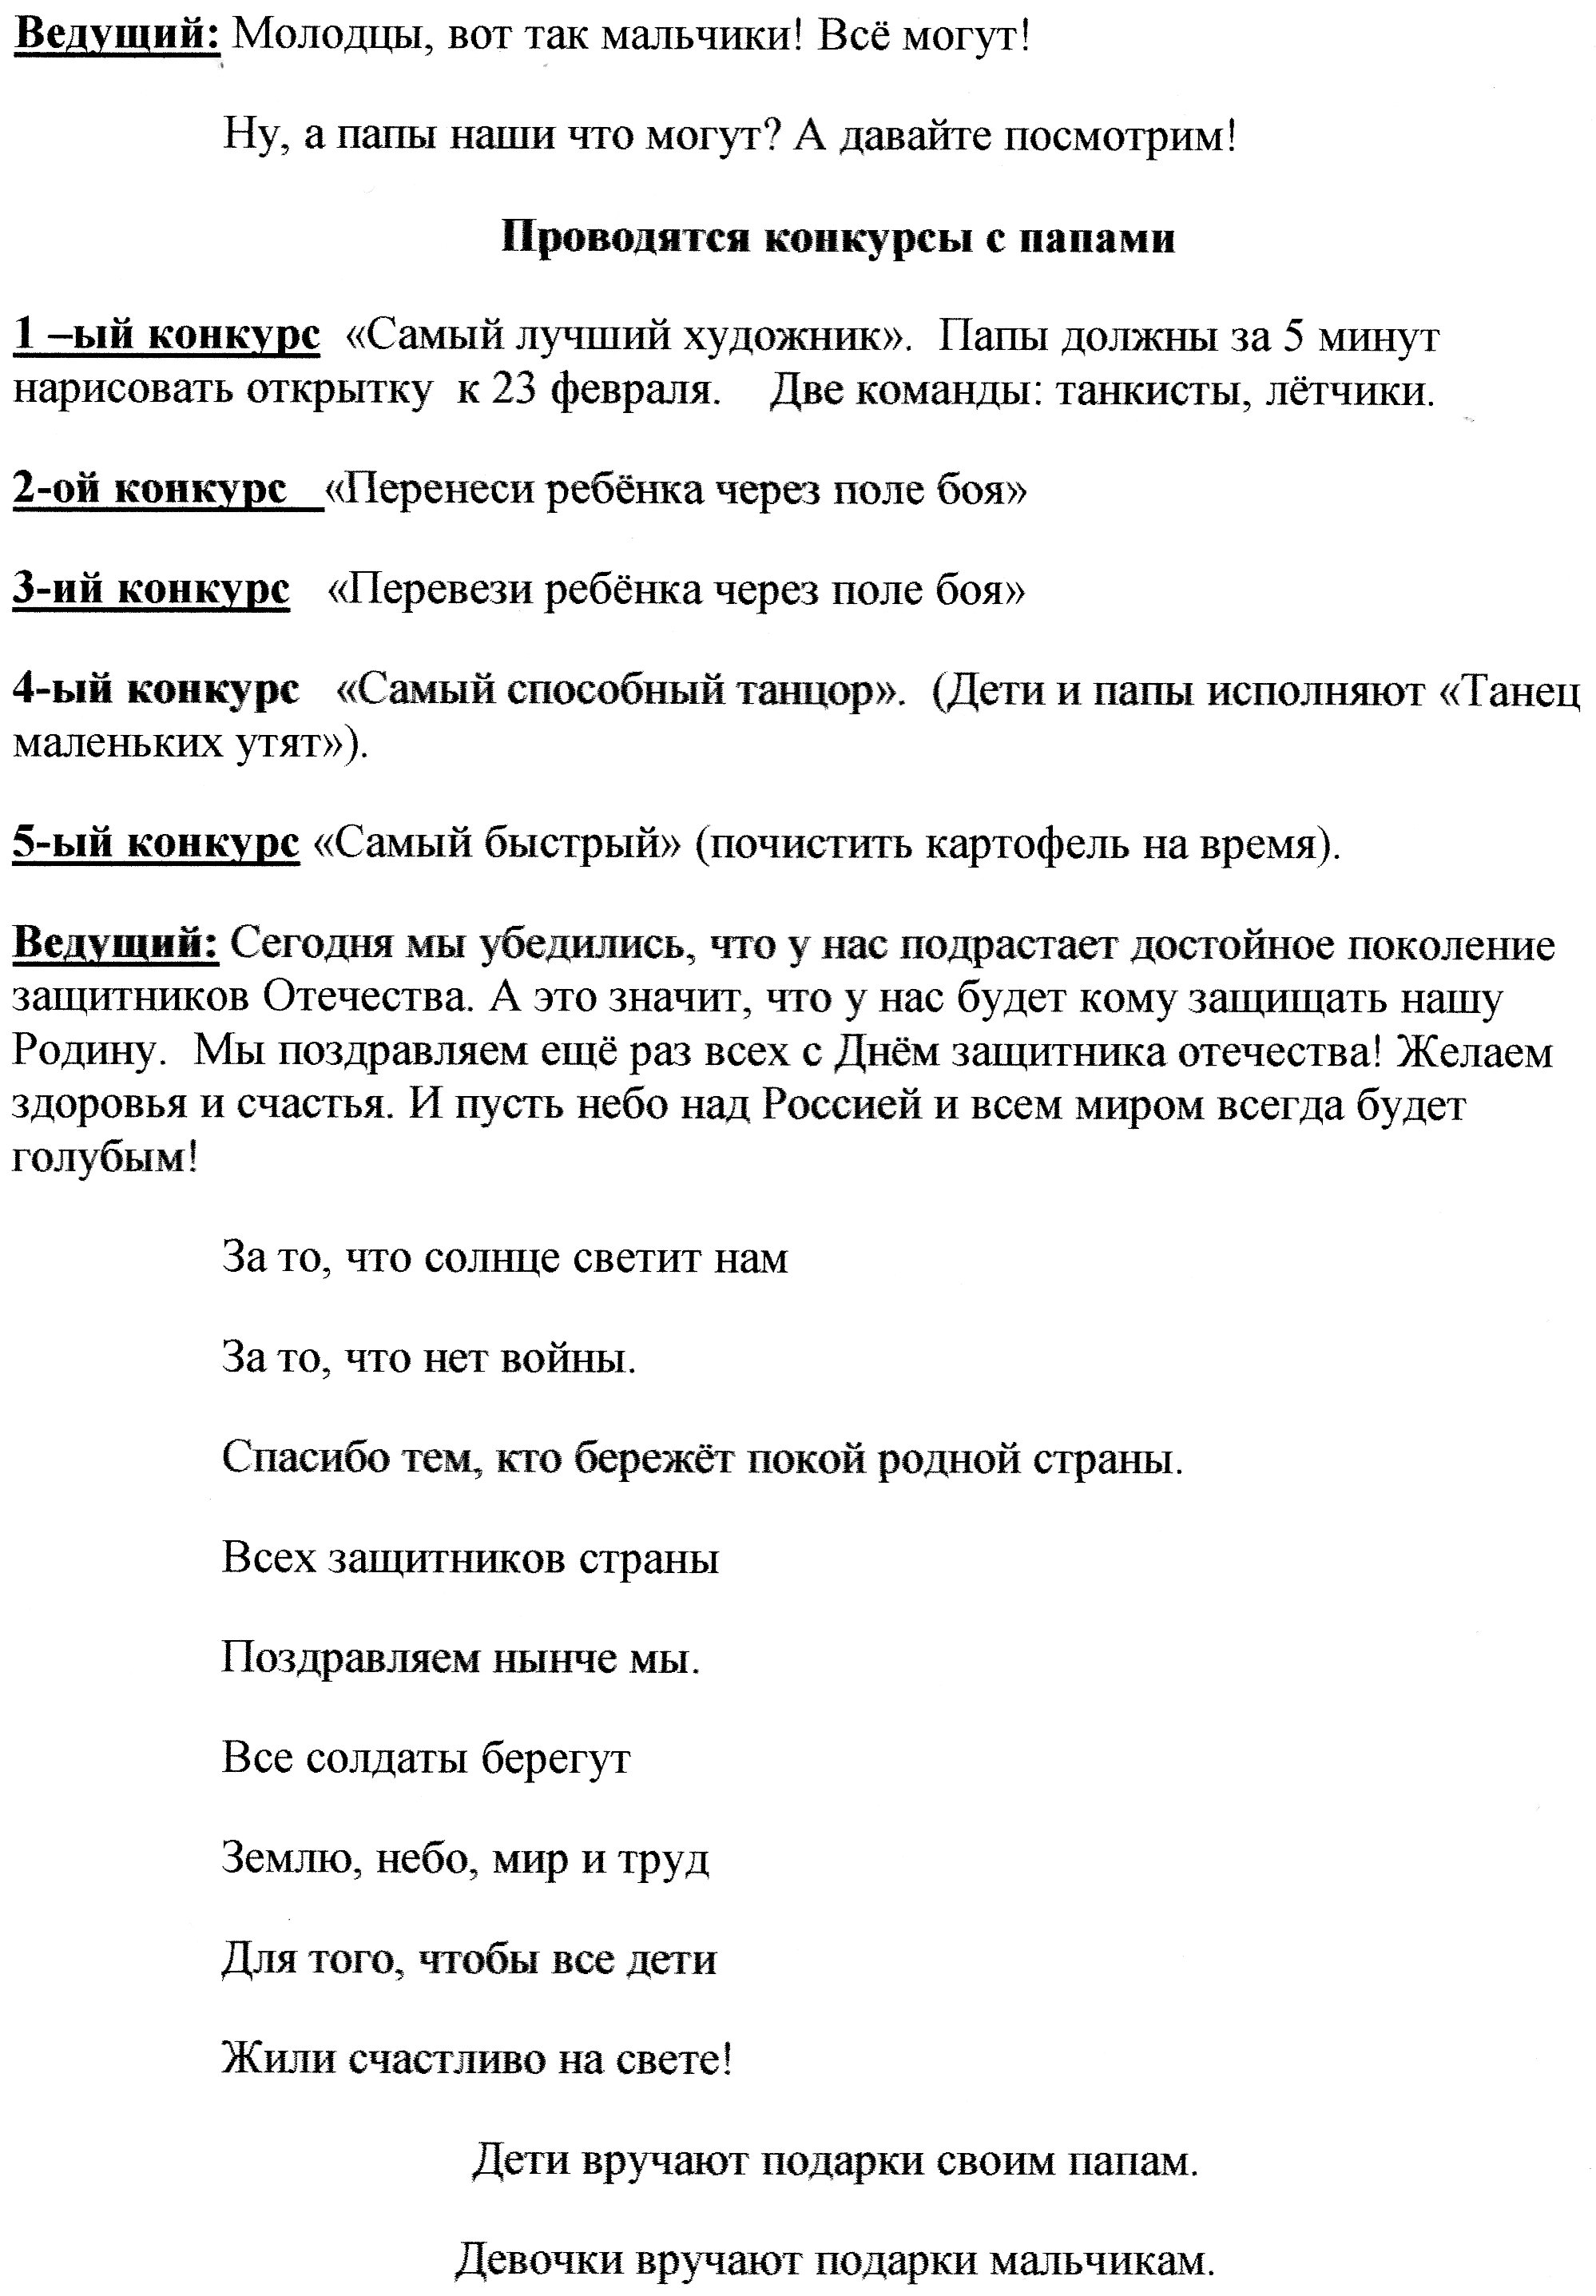 Ведущий: Молодцы, вот так мальчики! Всё могут!
Ну, а папы наши что могут? А давайте посмотрим!
Проводятся конкурсы с папами
1 –ый конкурс «Самый лучший художник». Папы должны за 5 минут
нарисовать открытку к 23 февраля. Две команды: танкисты, лётчики.
2-ой конкурс «Перенеси ребёнка через поле боя»
3-ий конкурс «Перевези ребёнка через поле боя»
4-ый конкурс «Самый способный танцор». (Дети и папы исполняют «Танец
маленьких утят»).
5-ый конкурс «Самый быстрый» (почистить картофель на время).
Ведущий: Сегодня мы убедились, что у нас подрастает достойное поколение
защитников Отечества. А это значит, что у нас будет кому защищать нашу
Родину. Мы поздравляем ещё раз всех с Днём защитника отечества! Желаем
здоровья и счастья. И пусть небо над Россией и всем миром всегда будет
голубым!
За то, что солнце светит нам
За то, что нет войны.
Спасибо тем, кто бережёт покой родной страны.
Всех защитников страны
Поздравляем нынче мы.
Все солдаты берегут
Землю, небо, мир и труд
Для того, чтобы все дети
Жили счастливо на свете!
Дети вручают подарки своим папам.
Девочки вручают подарки мальчикам.